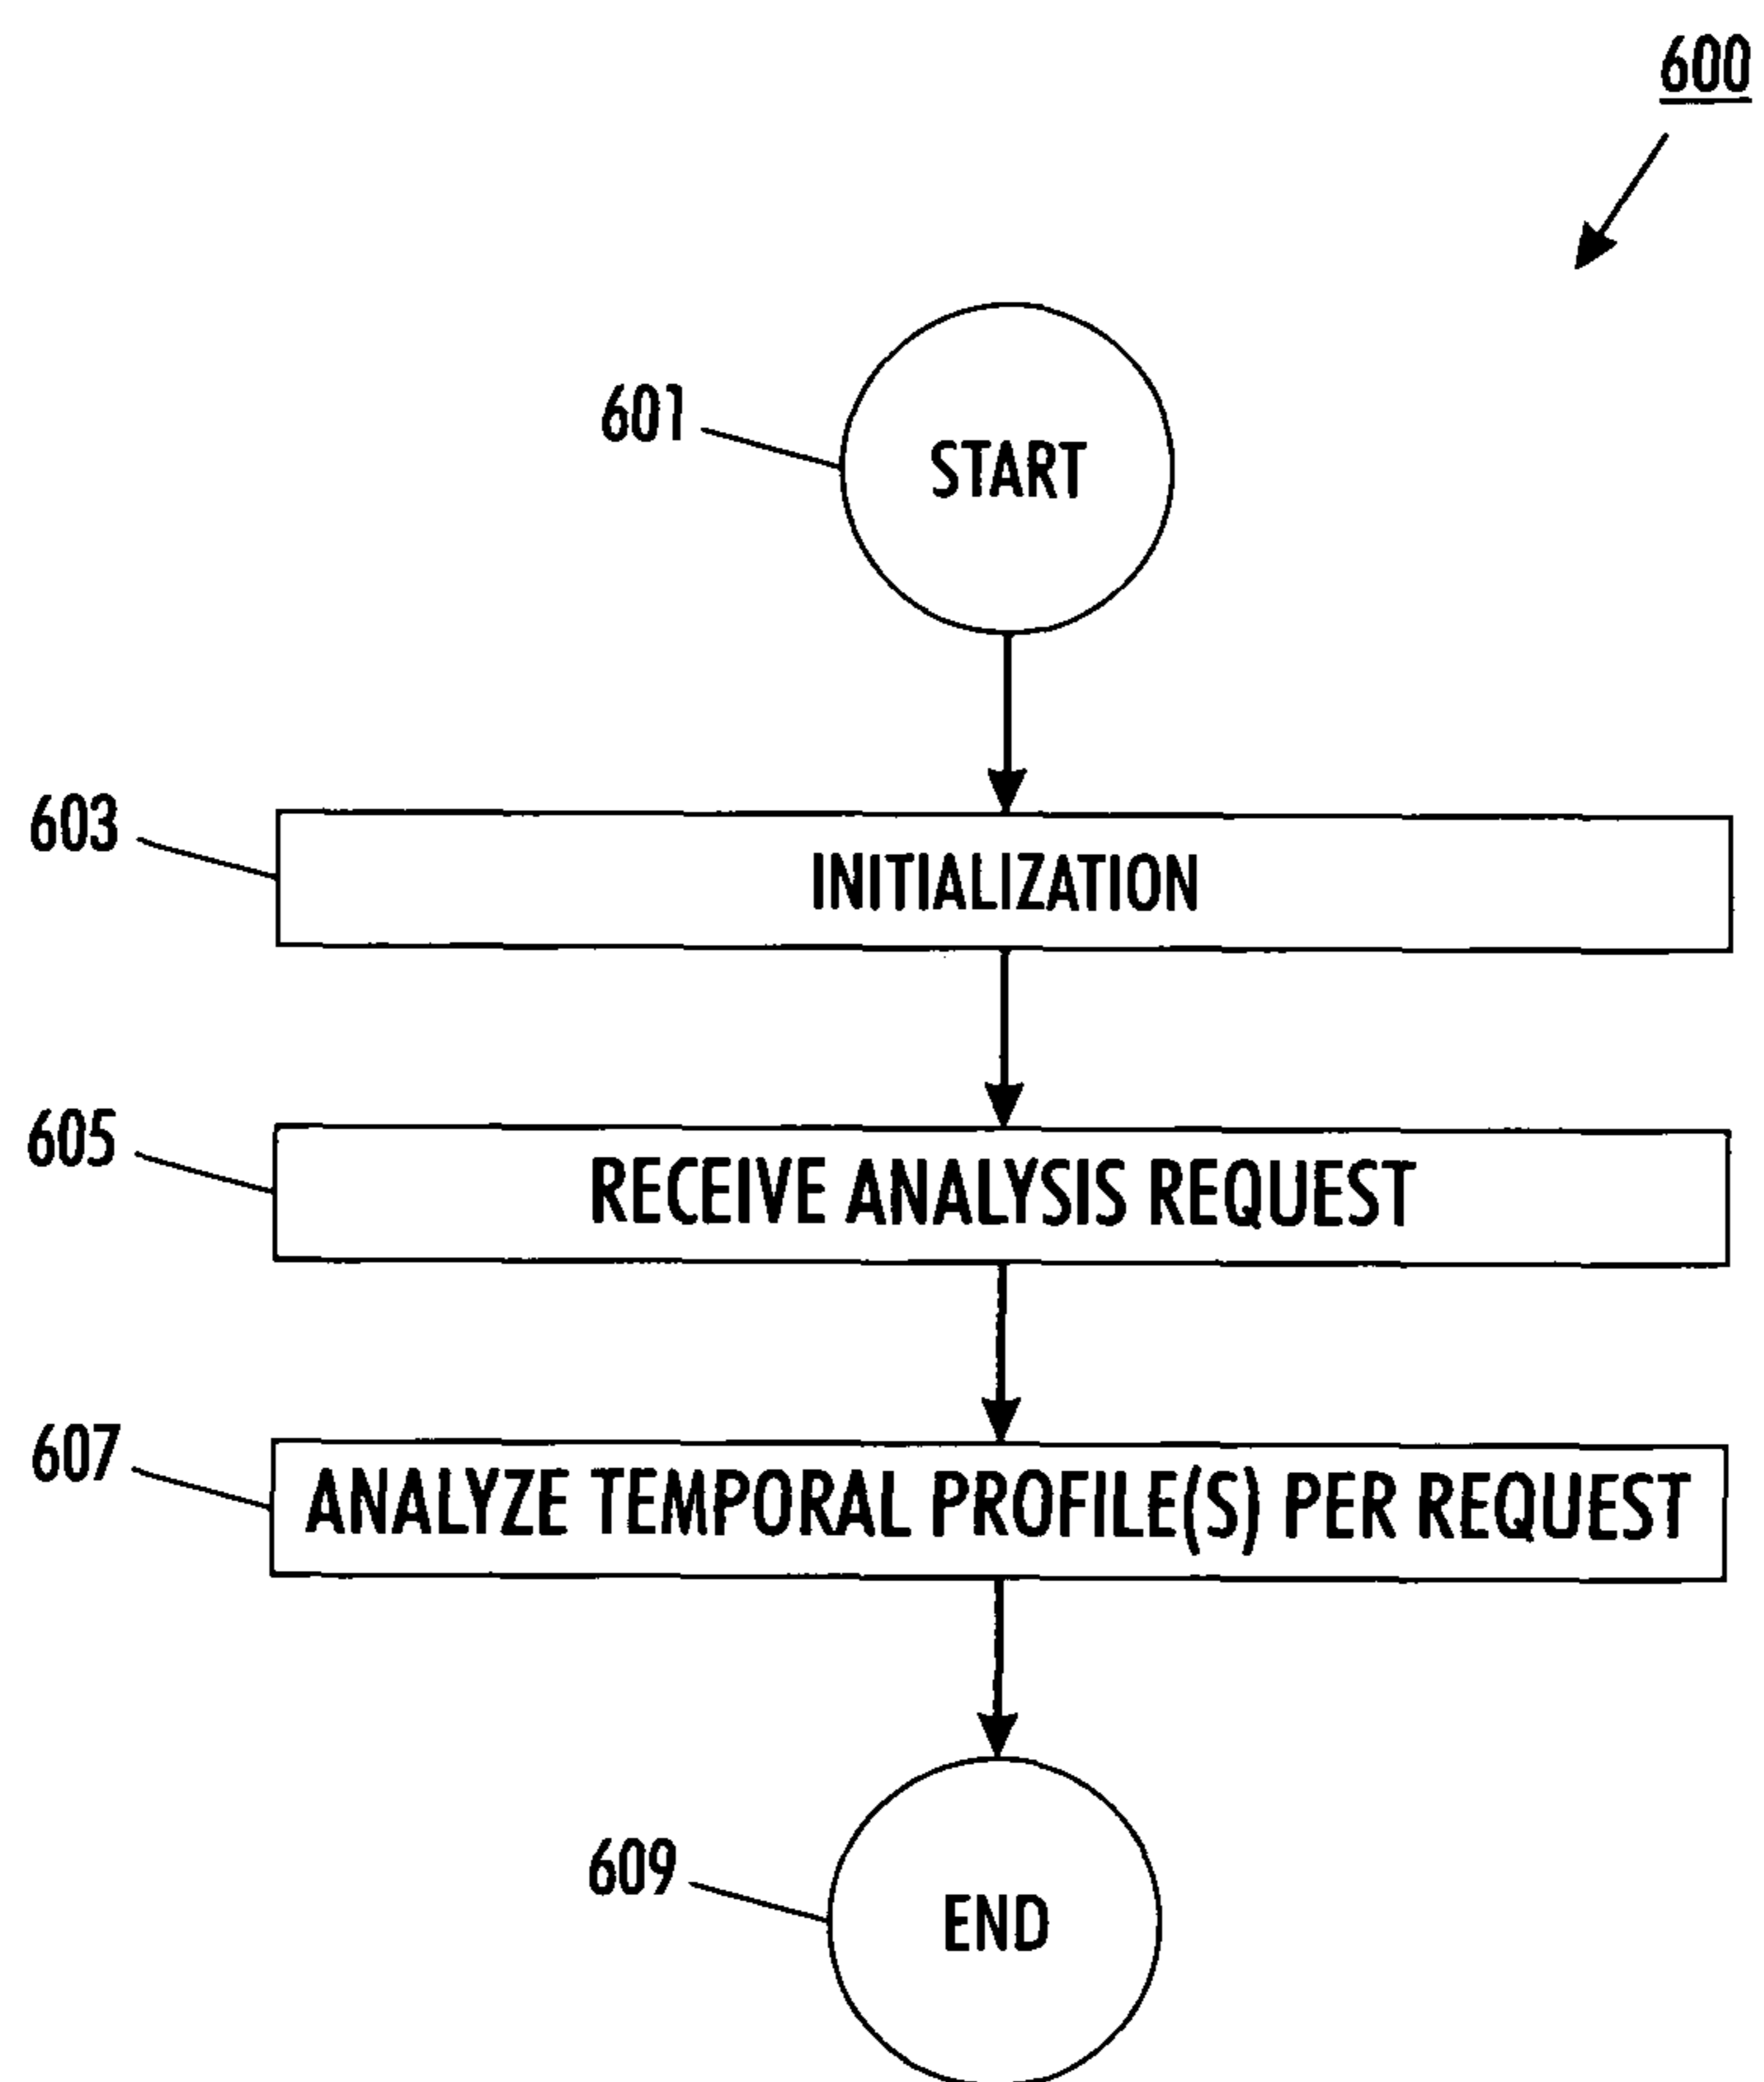 600
601
START
603
INITIALIZATION
605
RECEIVE ANALYSIS REQUEST
607
ANALYZE TEMPORAL PROFILE(S) PER REQUEST
609
END